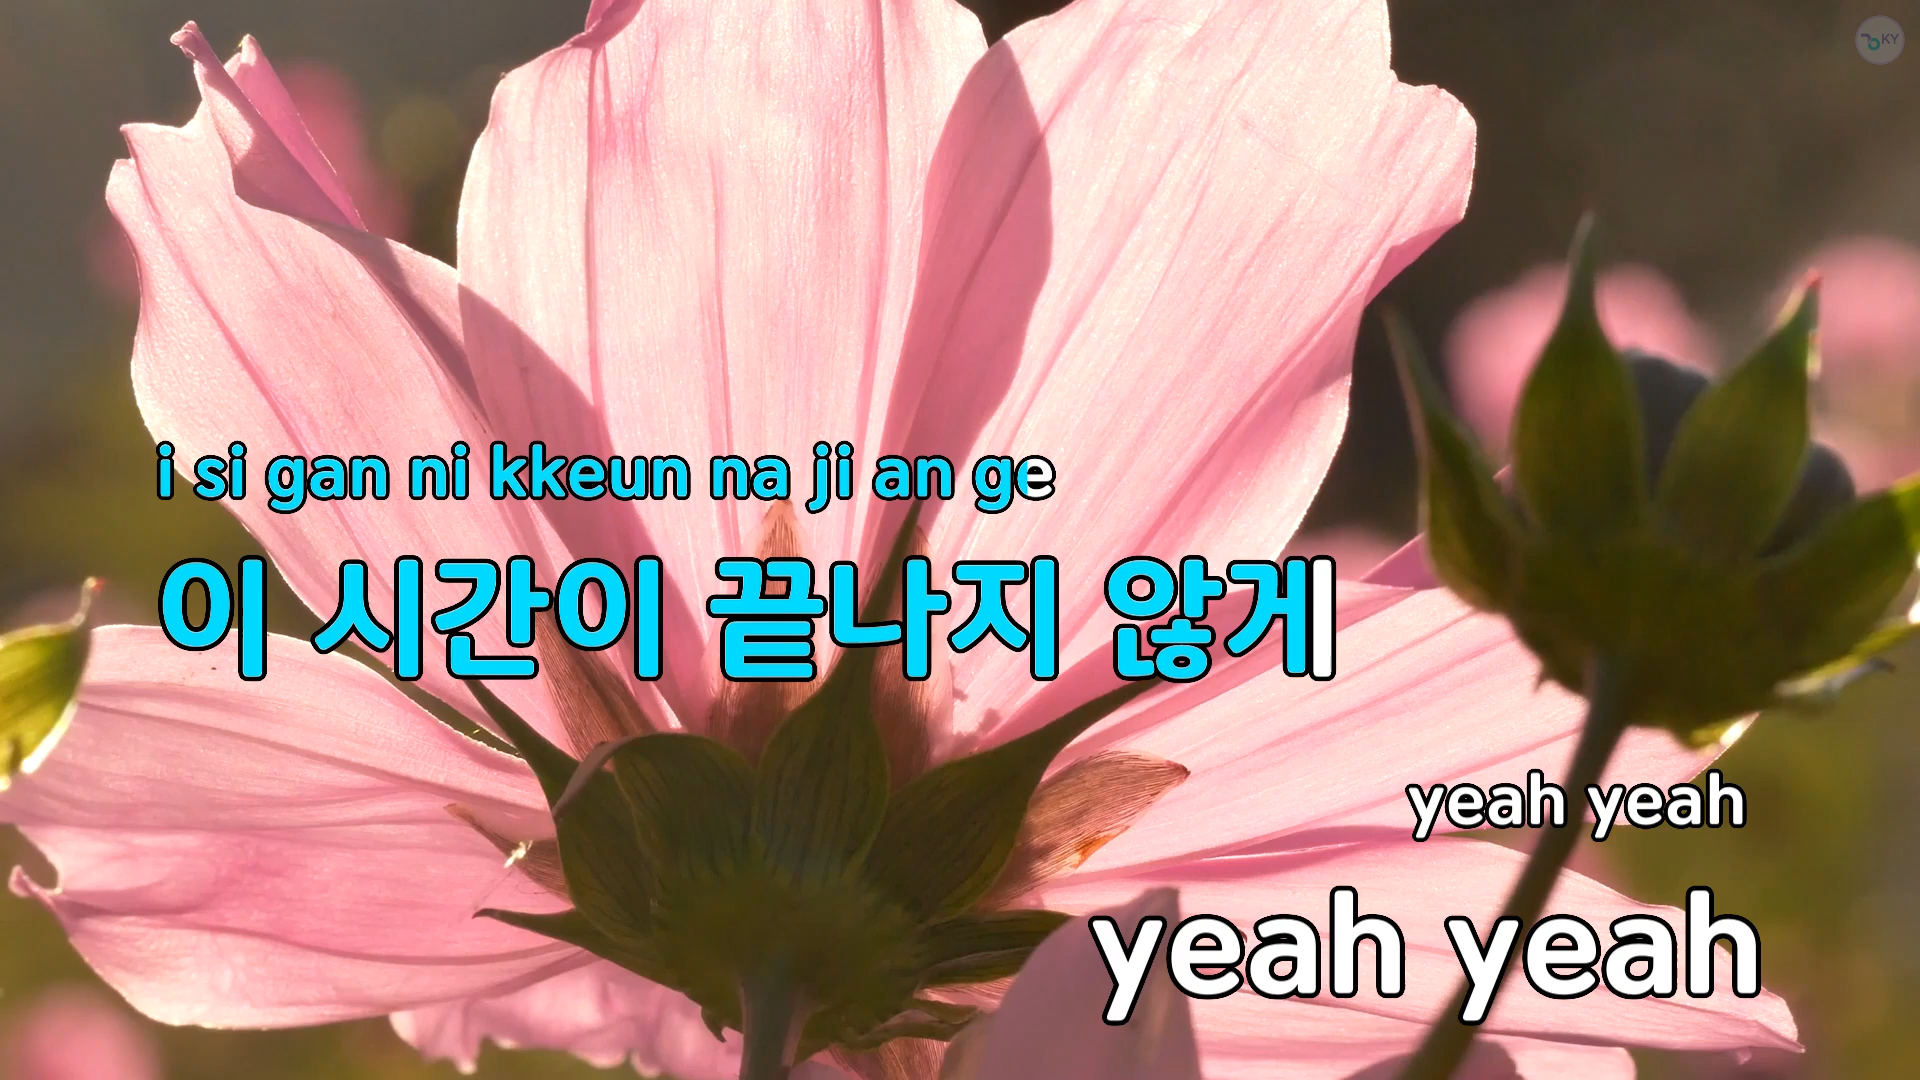 KY
i si gan ni kkeun na ji an ge
이 시간이 끝나지 않게
yeah yeah
yeah yeah